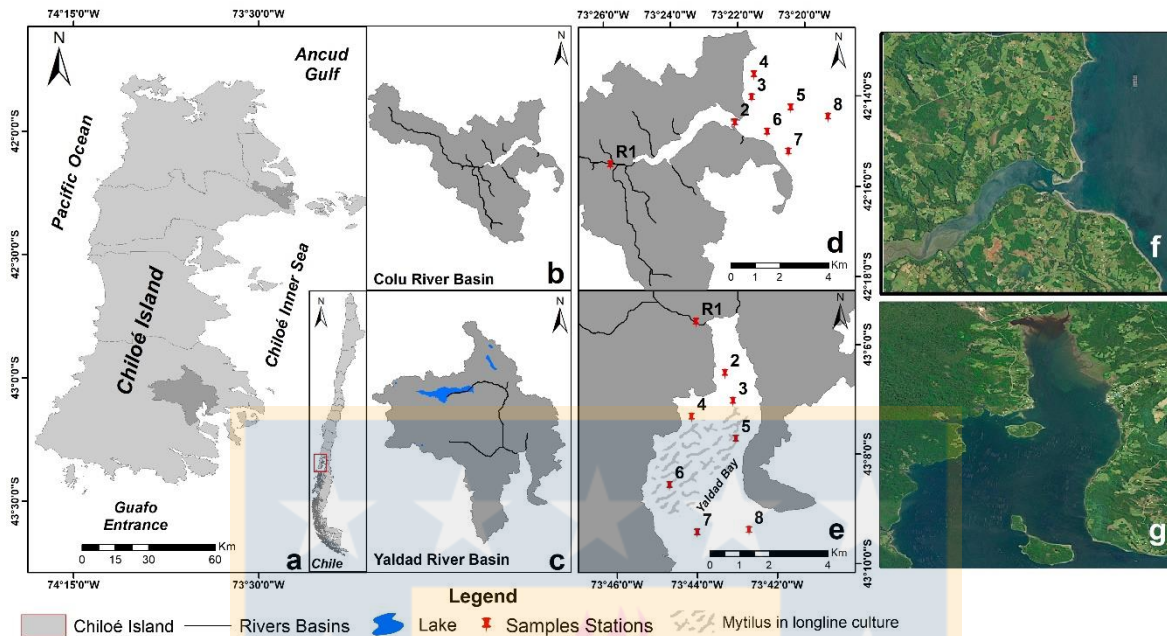 74°15'0"W
73°30'0"W
N
Ancud
Gulf
Pacific Ocean
42°0'0"S
42°30'0"S
43°0'0"S
43°30'0"S
Chiloé Island
Chiloé Inner Sea
Guafo
Entrance
0 15 30 60 Km
a
74°15'0"W
73°30'0"W
N
Chile
N
b
Colu River Basin
N
c
Yaldad River Basin
73°26'0"W
73°24'0"W
73°22'0"W
73°20'0"W
N
4
3
5
8
2
6
7
R1
d
0 1 2 4 Km
42°14'0"S
42°16'0"S
42°18'0"S
N
R1
2
3
4
5
6
Yaldad Bay
7
8
e
0 1 2 4 Km
43°6'0"S
43°8'0"S
43°10'0"S
73°46'0"W
73°44'0"W
73°42'0"W
f
g
Legend
Chiloé Island
Rivers Basins
Lake
Samples Stations
Mytilus in longline culture